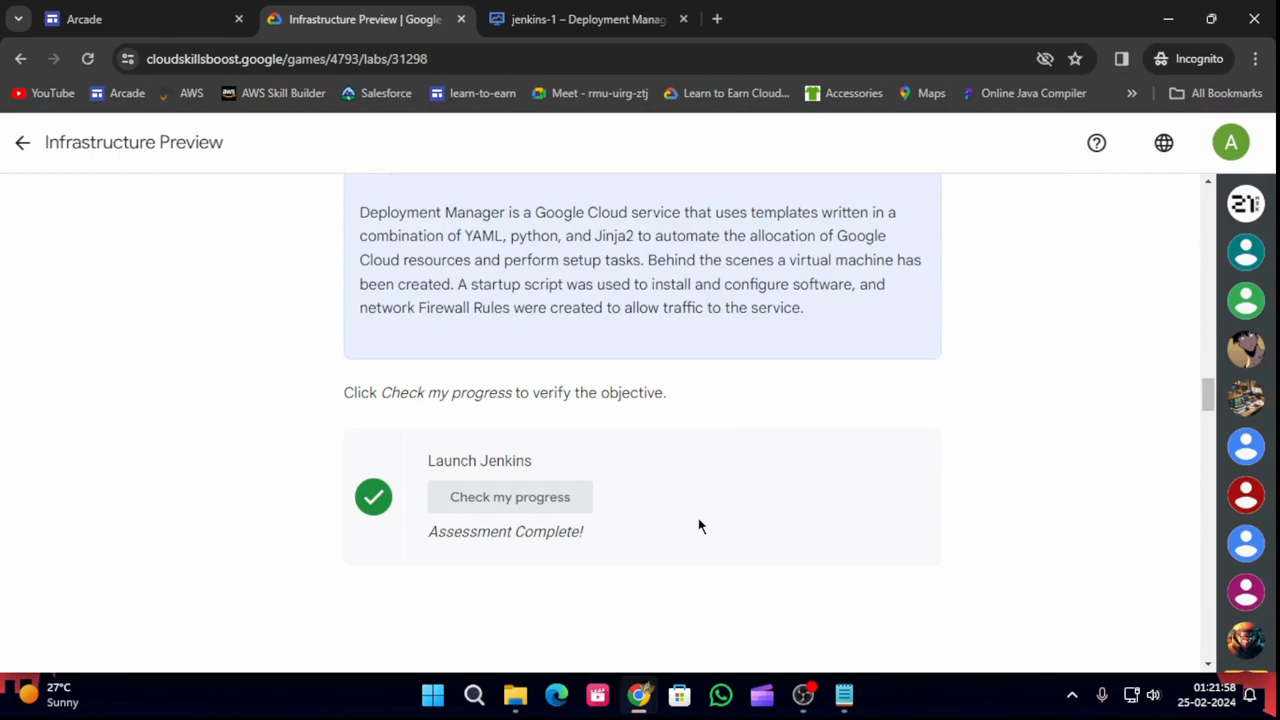 Arcade
Infrastructure Preview | Google
jenkins-1 – Deployment Manag
cloudskillsboost.google/games/4793/labs/31298
Incognito
YouTube
Arcade
AWS
AWS Skill Builder
Salesforce
learn-to-earn
Meet - rmu-uirg-ztj
Learn to Earn Cloud...
Accessories
Maps
Online Java Compiler
All Bookmarks
Infrastructure Preview
A
Deployment Manager is a Google Cloud service that uses templates written in a
combination of YAML, python, and Jinja2 to automate the allocation of Google
Cloud resources and perform setup tasks. Behind the scenes a virtual machine has
been created. A startup script was used to install and configure software, and
network Firewall Rules were created to allow traffic to the service.
Click Check my progress to verify the objective.
Launch Jenkins
Check my progress
Assessment Complete!
27°C
Sunny
01:21:58
25-02-2024